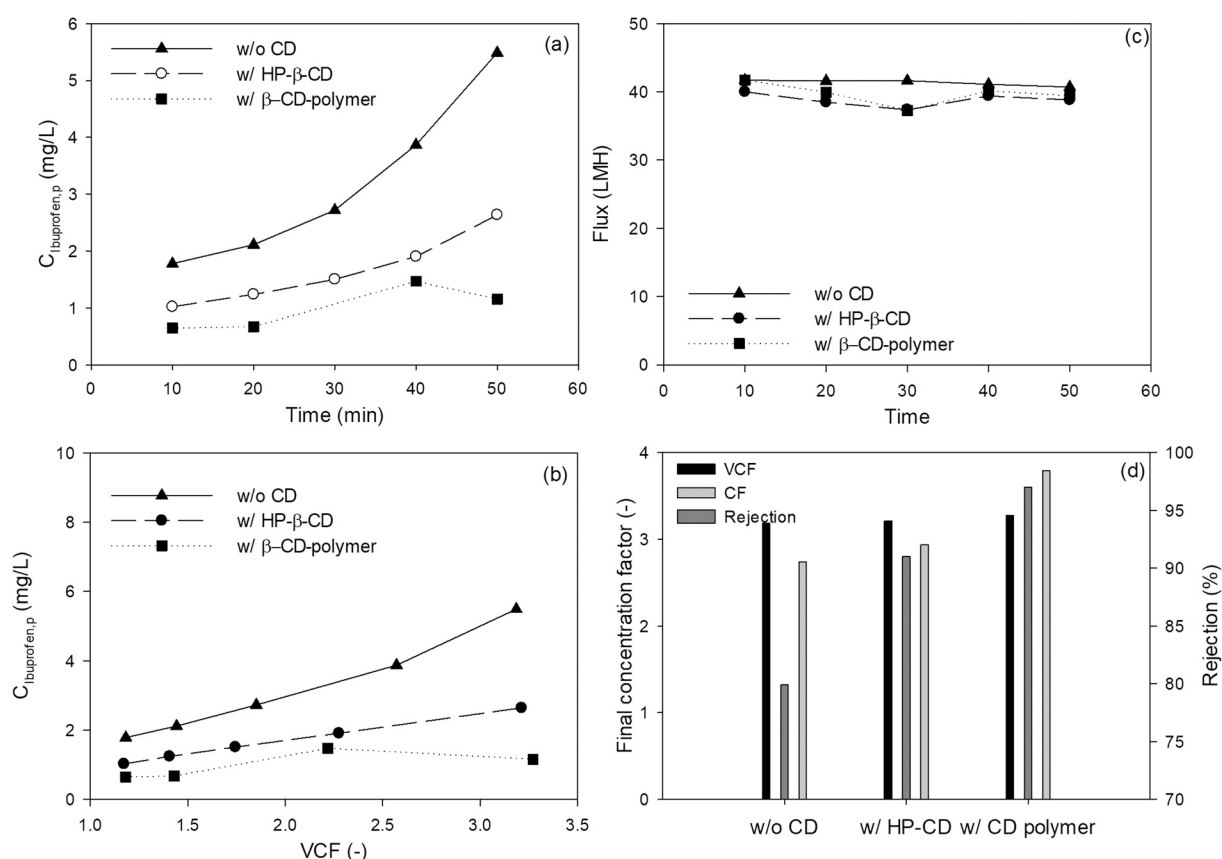 (a)
w/o CD
w/ HP-β-CD
w/ β–CD-polymer
C Ibuprofen,p (mg/L)
6
5
4
3
2
1
0
0 10 20 30 40 50 60
Time (min)
(c)
Flux (LMH)
50
40
30
20
10
0
w/o CD
w/ HP-β-CD
w/ β–CD-polymer
0 10 20 30 40 50 60
Time
(b)
w/o CD
w/ HP-β-CD
w/ β–CD-polymer
C Ibuprofen,p (mg/L)
10
8
6
4
2
0
1.0 1.5 2.0 2.5 3.0 3.5
VCF (-)
(d)
VCF
CF
Rejection
Final concentration factor (-)
4
3
2
1
0
Rejection (%)
100
95
90
85
80
75
70
w/o CD w/ HP-CD w/ CD polymer